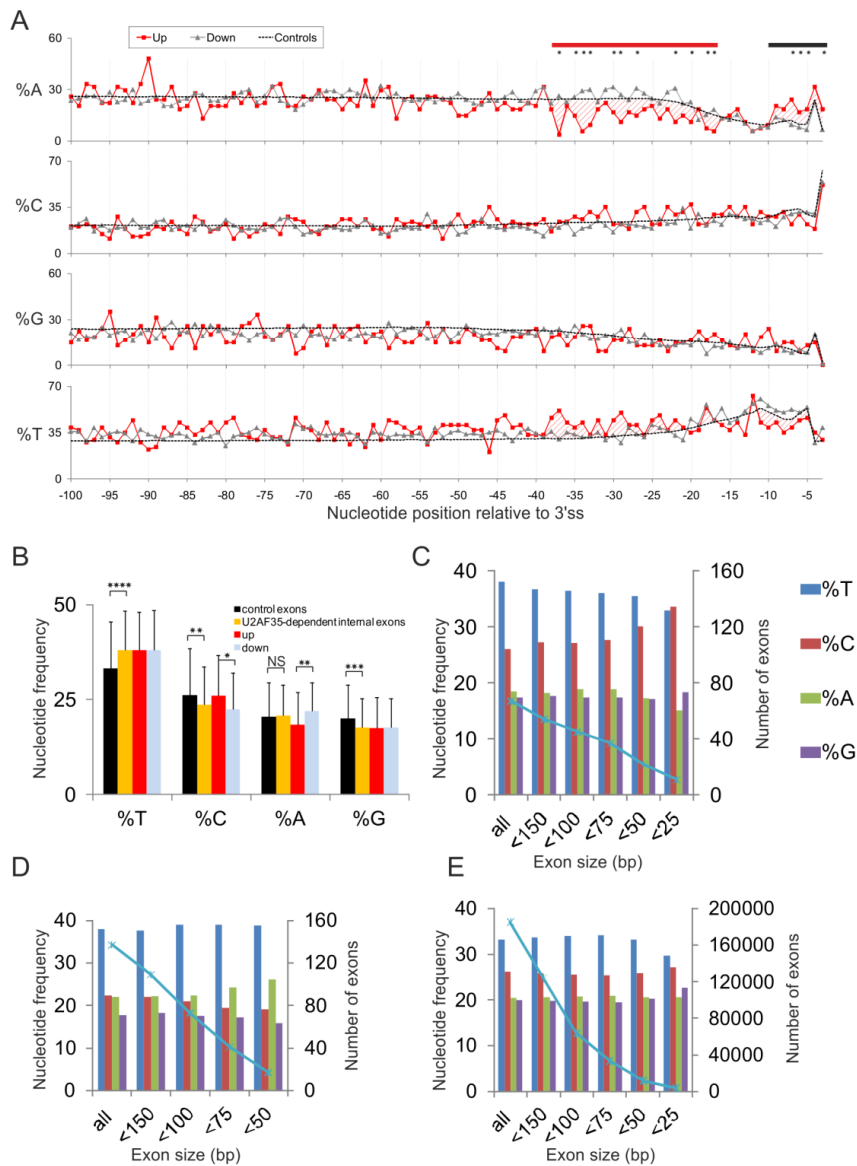 A
Up Down Controls
* *** ** * * * ** *** *
60
30
0
%A
70
35
0
%C
60
30
0
%G
70
35
0
%T
-100 -95 -90 -85 -80 -75 -70 -65 -60 -55 -50 -45 -40 -35 -30 -25 -20 -15 -10 -5
Nucleotide position relative to 3'ss
B
Nucleotide frequency
50
25
0
**** ** * NS ** ***
control exons
U2AF35-dependent internal exons
up
down
%T %C %A %G
C
Nucleotide frequency
40
35
30
25
20
15
10
5
0
160
120
80
40
0
Number of exons
all <150 <100 <75 <50 <25
Exon size (bp)
%T
%C
%A
%G
D
Nucleotide frequency
40
30
20
10
0
160
120
80
40
0
Number of exons
all <150 <100 <75 <50
Exon size (bp)
E
Nucleotide frequency
40
30
20
10
0
200000
160000
120000
80000
40000
0
Number of exons
all <150 <100 <75 <50 <25
Exon size (bp)